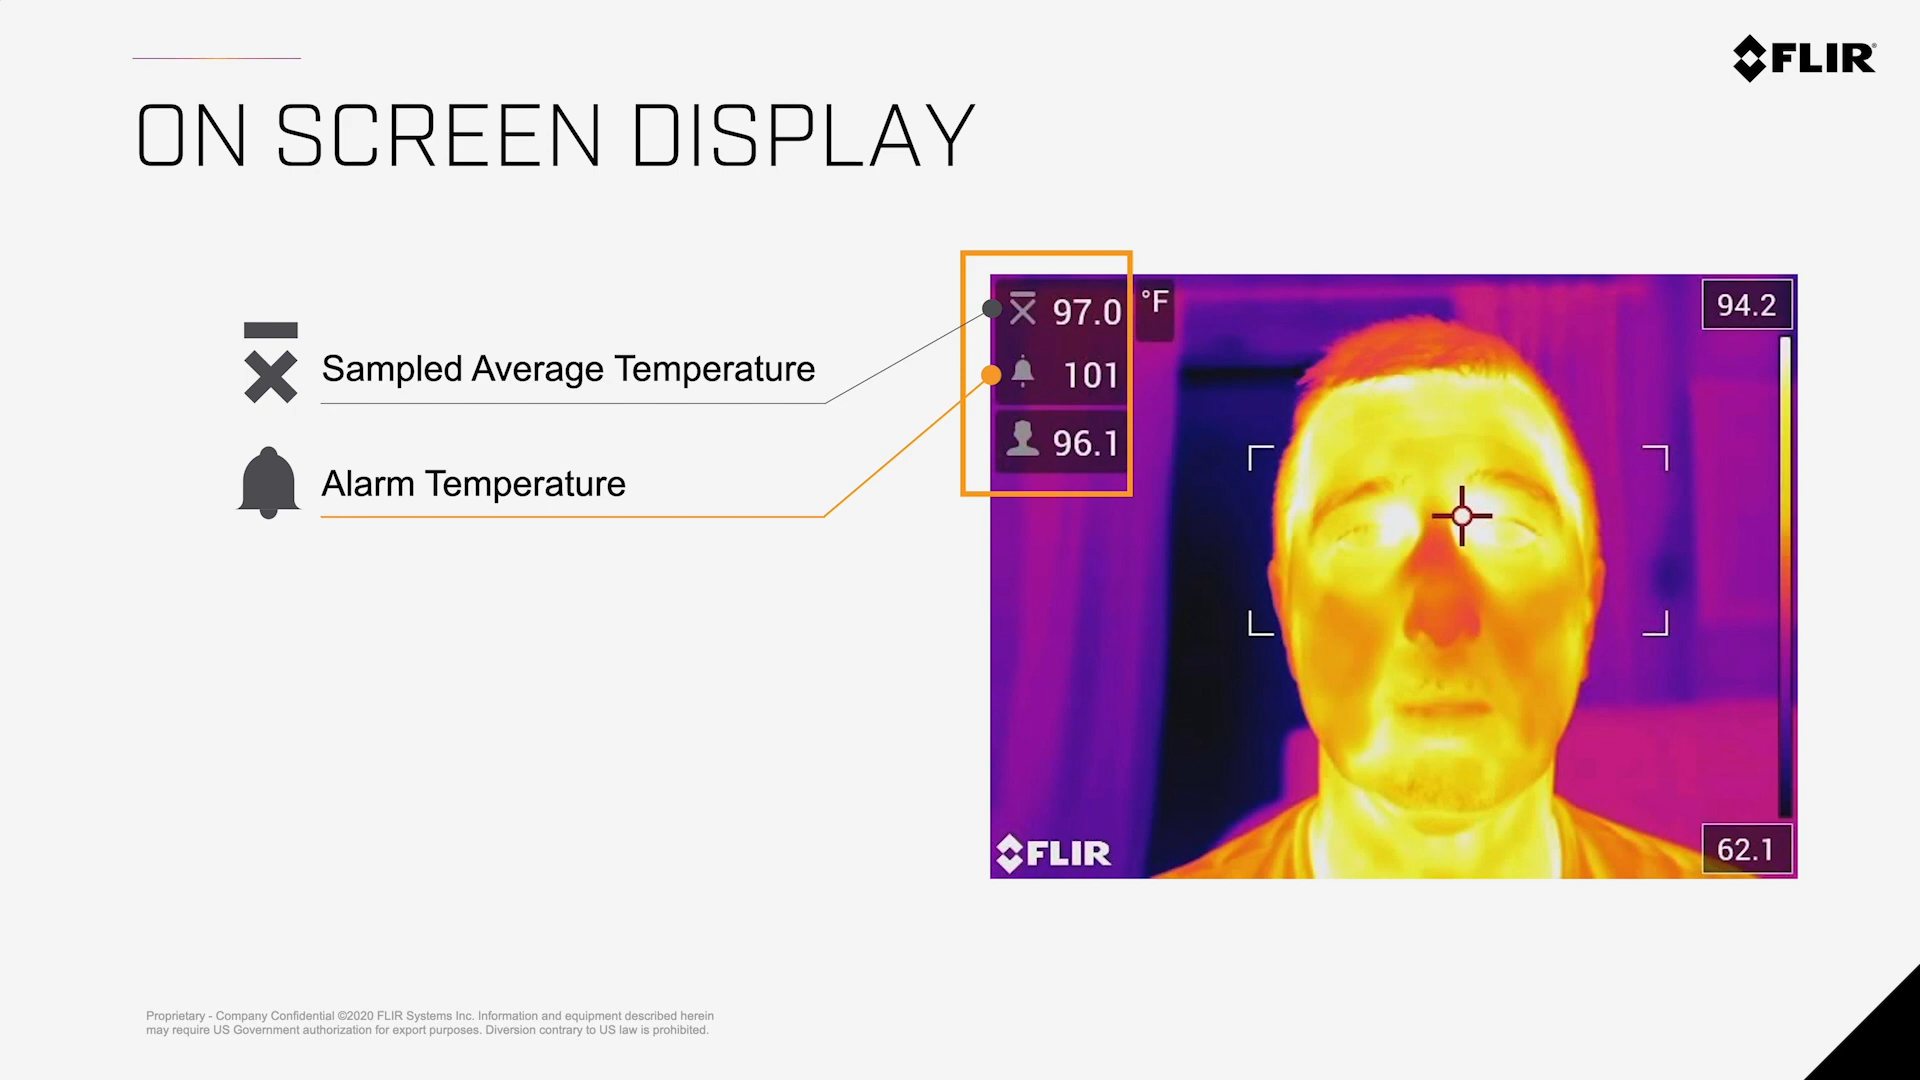 FLIR
ON SCREEN DISPLAY
Sampled Average Temperature
Alarm Temperature
97.0 °F
101
96.1
94.2
62.1
FLIR
Proprietary - Company Confidential ©2020 FLIR Systems Inc. Information and equipment described herein
may require US Government authorization for export purposes. Diversion contrary to US law is prohibited.